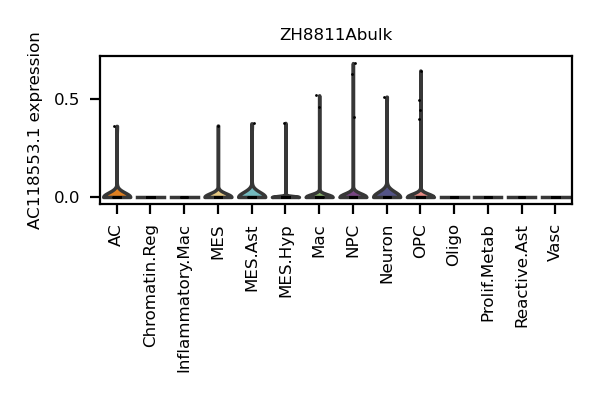 ZH8811Abulk
AC118553.1 expression
0.5
0.0
AC
Chromatin.Reg
Inflammatory.Mac
MES
MES.Ast
MES.Hyp
Mac
NPC
Neuron
OPC
Oligo
Prolif.Metab
Reactive.Ast
Vasc